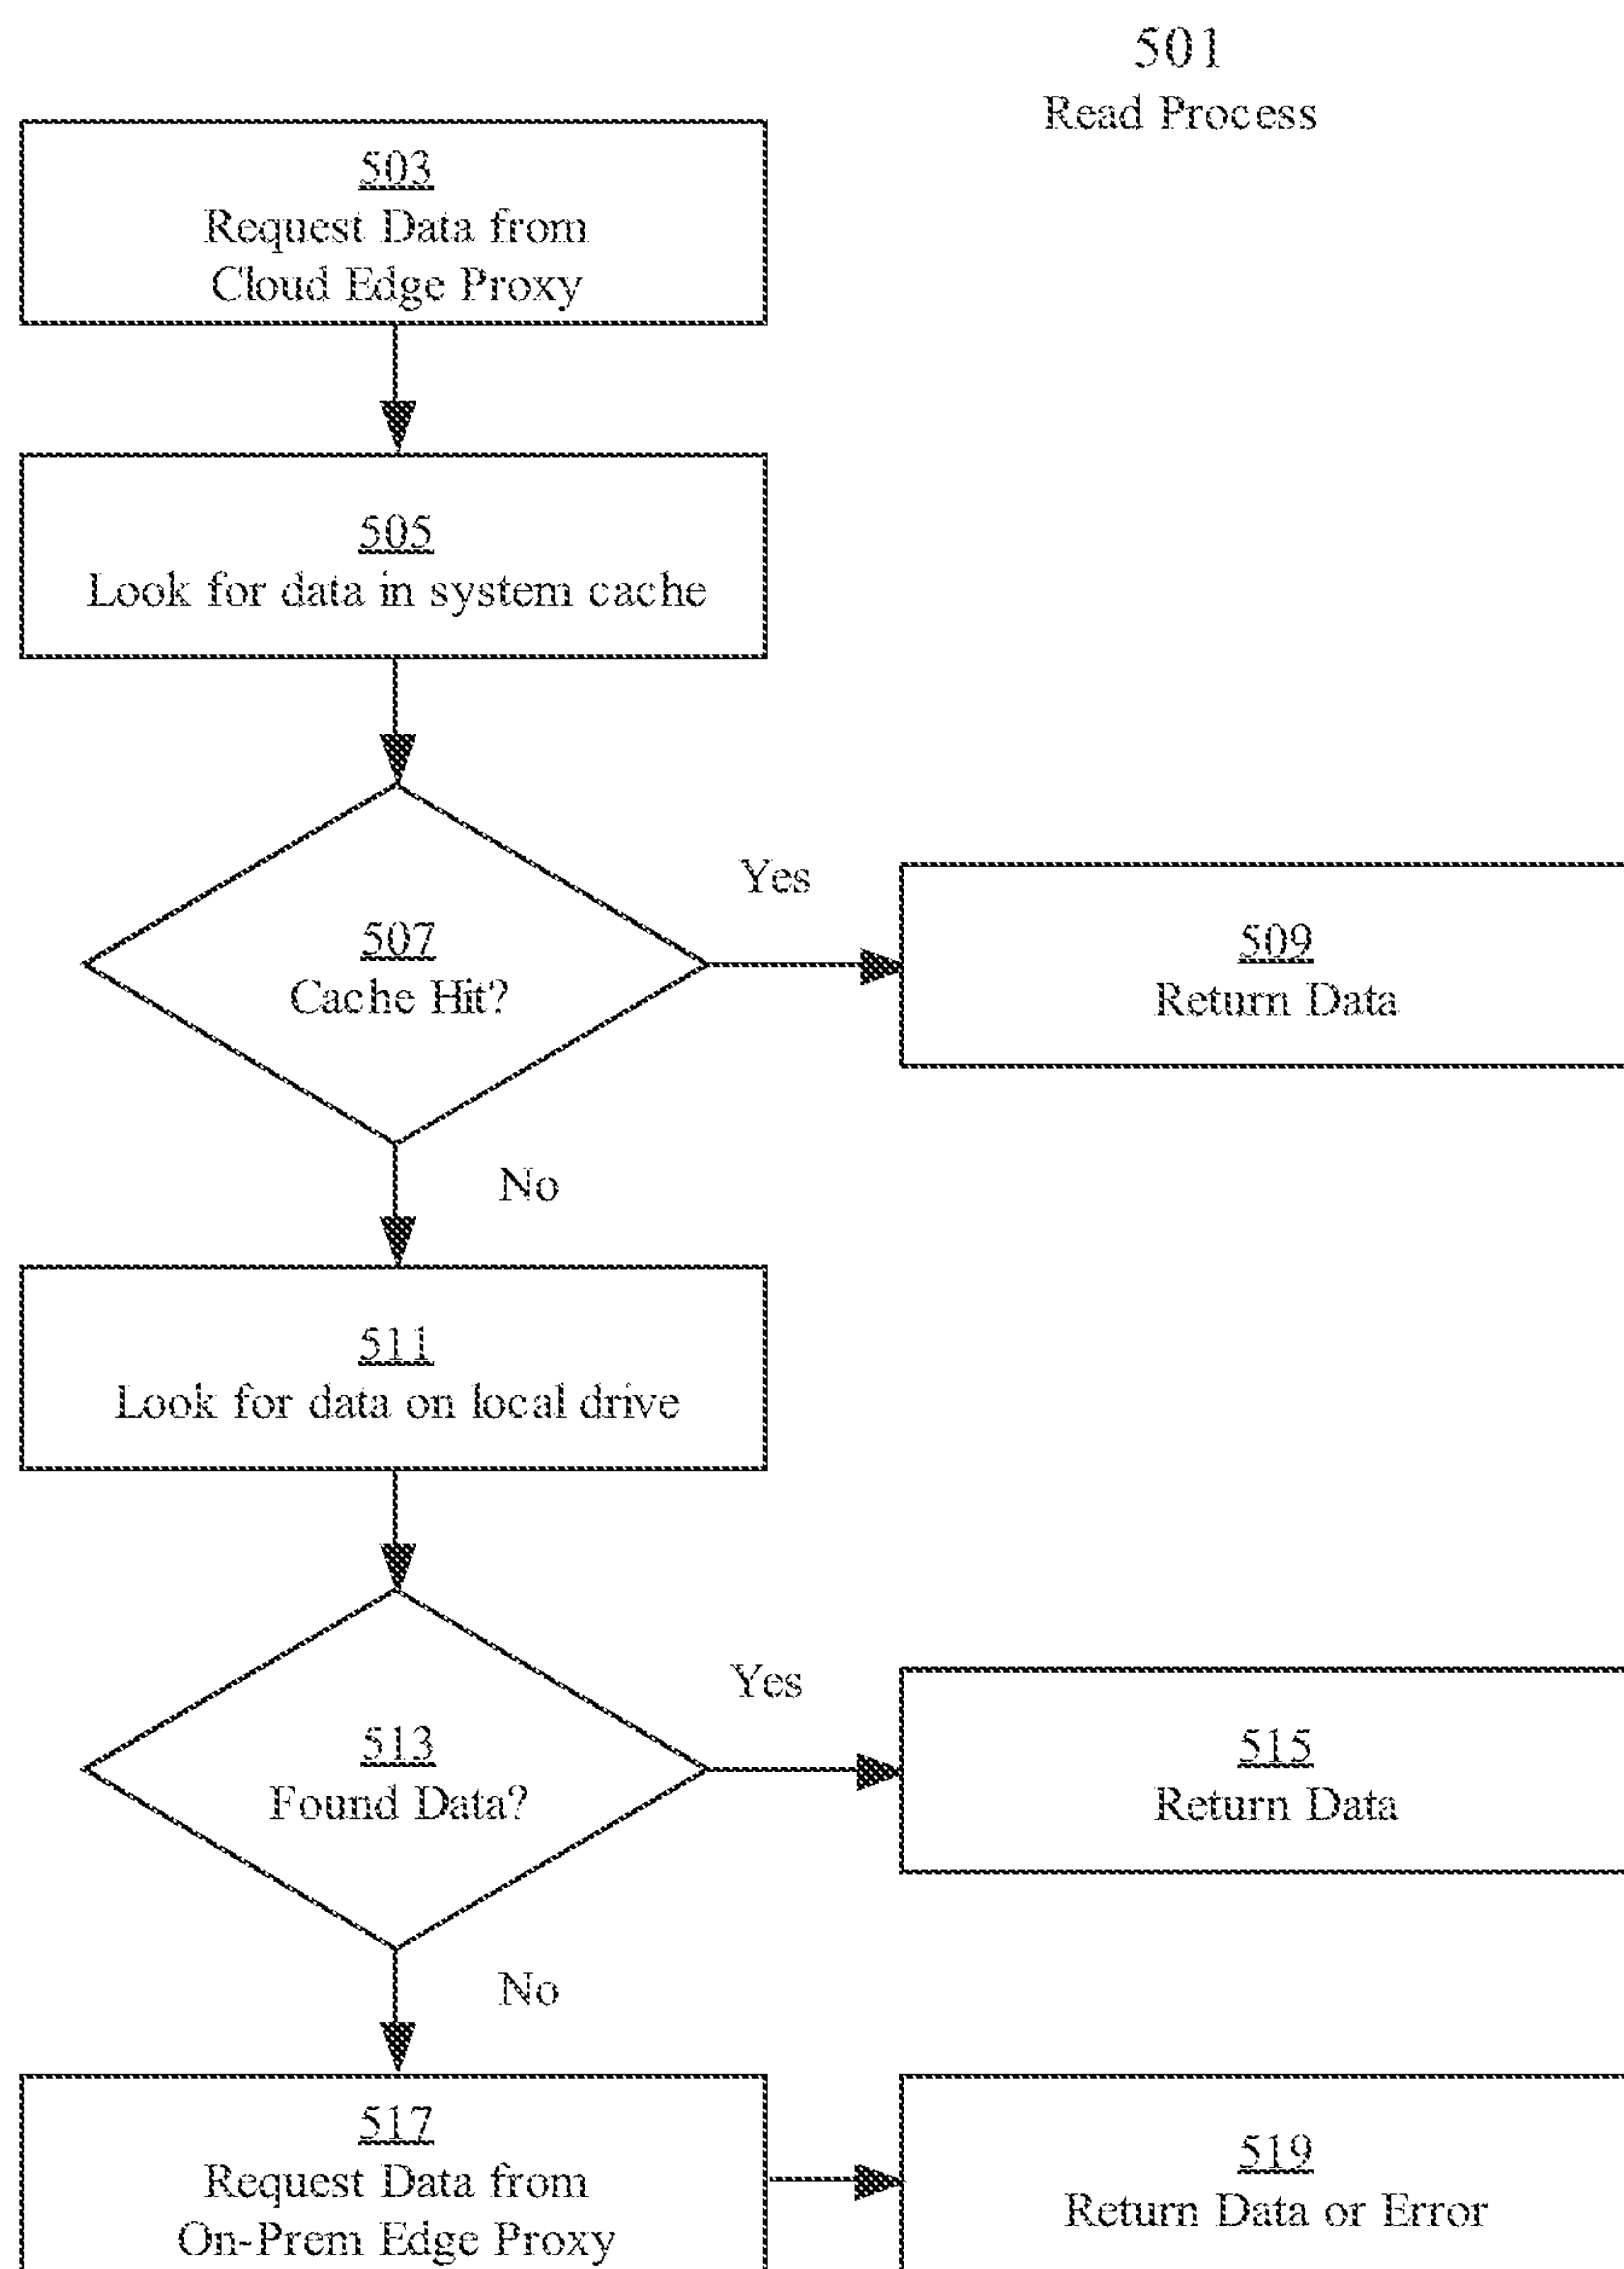 501
Read Process
503
Request Data from
Cloud Edge Proxy
505
Look for data in system cache
507
Cache Hit?
Yes
509
Return Data
No
511
Look for data on local drive
513
Found Data?
Yes
515
Return Data
No
517
Request Data from
On-Prem Edge Proxy
519
Return Data or Error